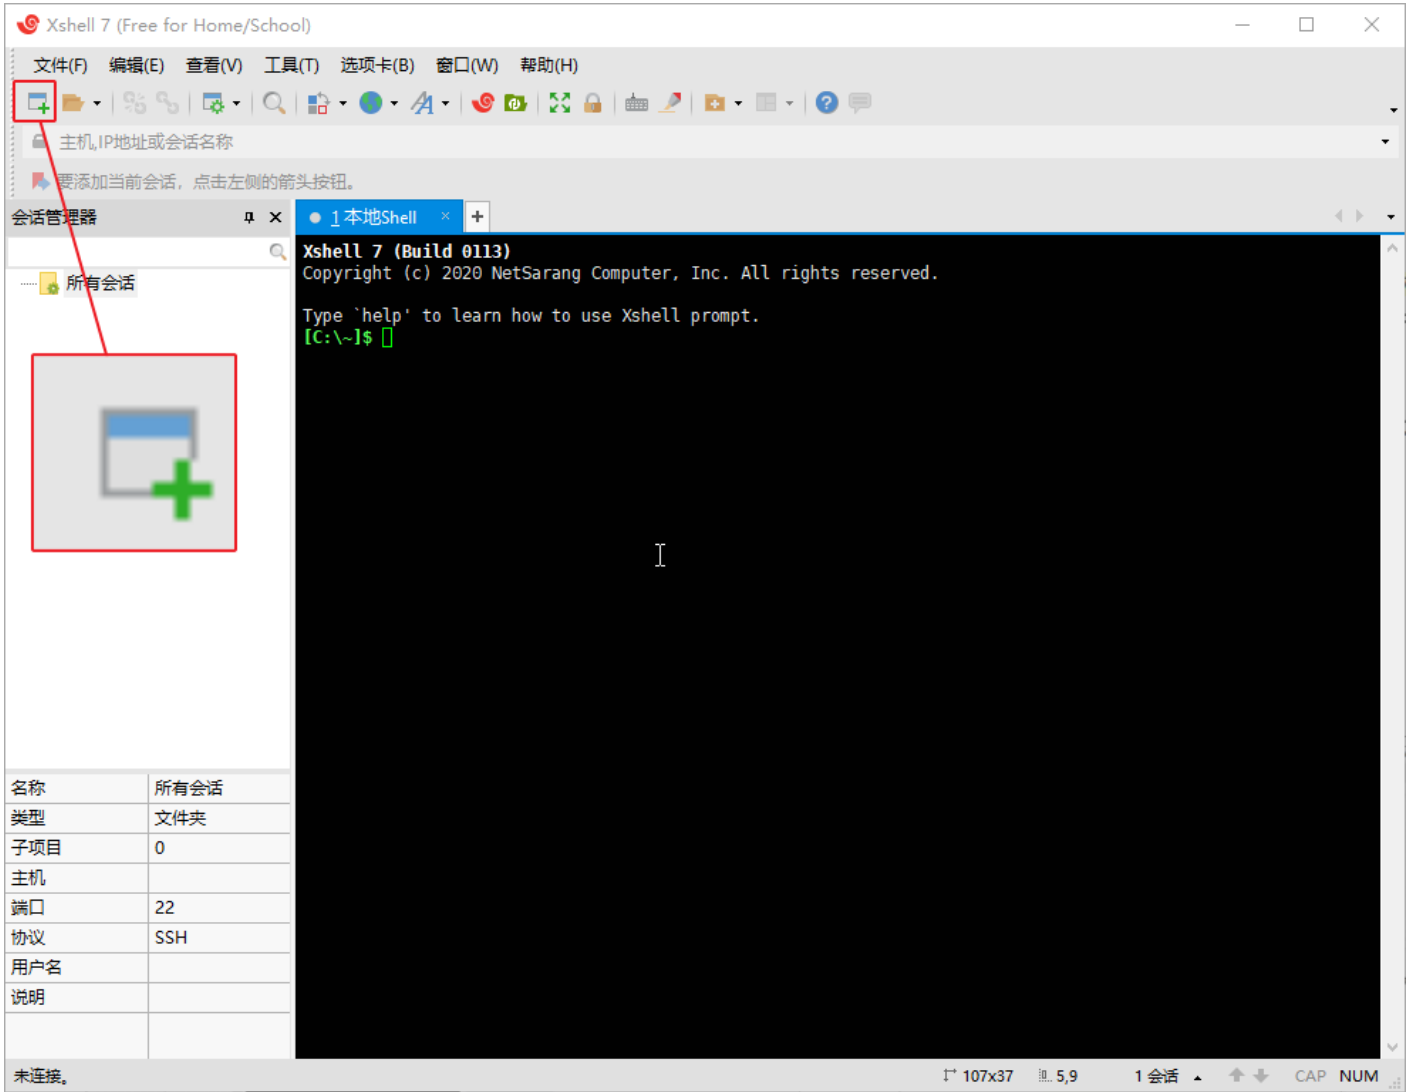 Xshell 7 (Free for Home/School)
文件(F) 编辑(E) 查看(V) 工具(T) 选项卡(B) 窗口(W) 帮助(H)
主机,IP地址或会话名称
要添加当前会话，点击左侧的箭头按钮。
会话管理器
1 本地Shell
所有会话
Xshell 7 (Build 0113)
Copyright (c) 2020 NetSarang Computer, Inc. All rights reserved.
Type `help' to learn how to use Xshell prompt.
[C:\~]$
名称 所有会话
类型 文件夹
子项目 0
主机
端口 22
协议 SSH
用户名
说明
未连接。 107x37 5,9 1 会话 CAP NUM